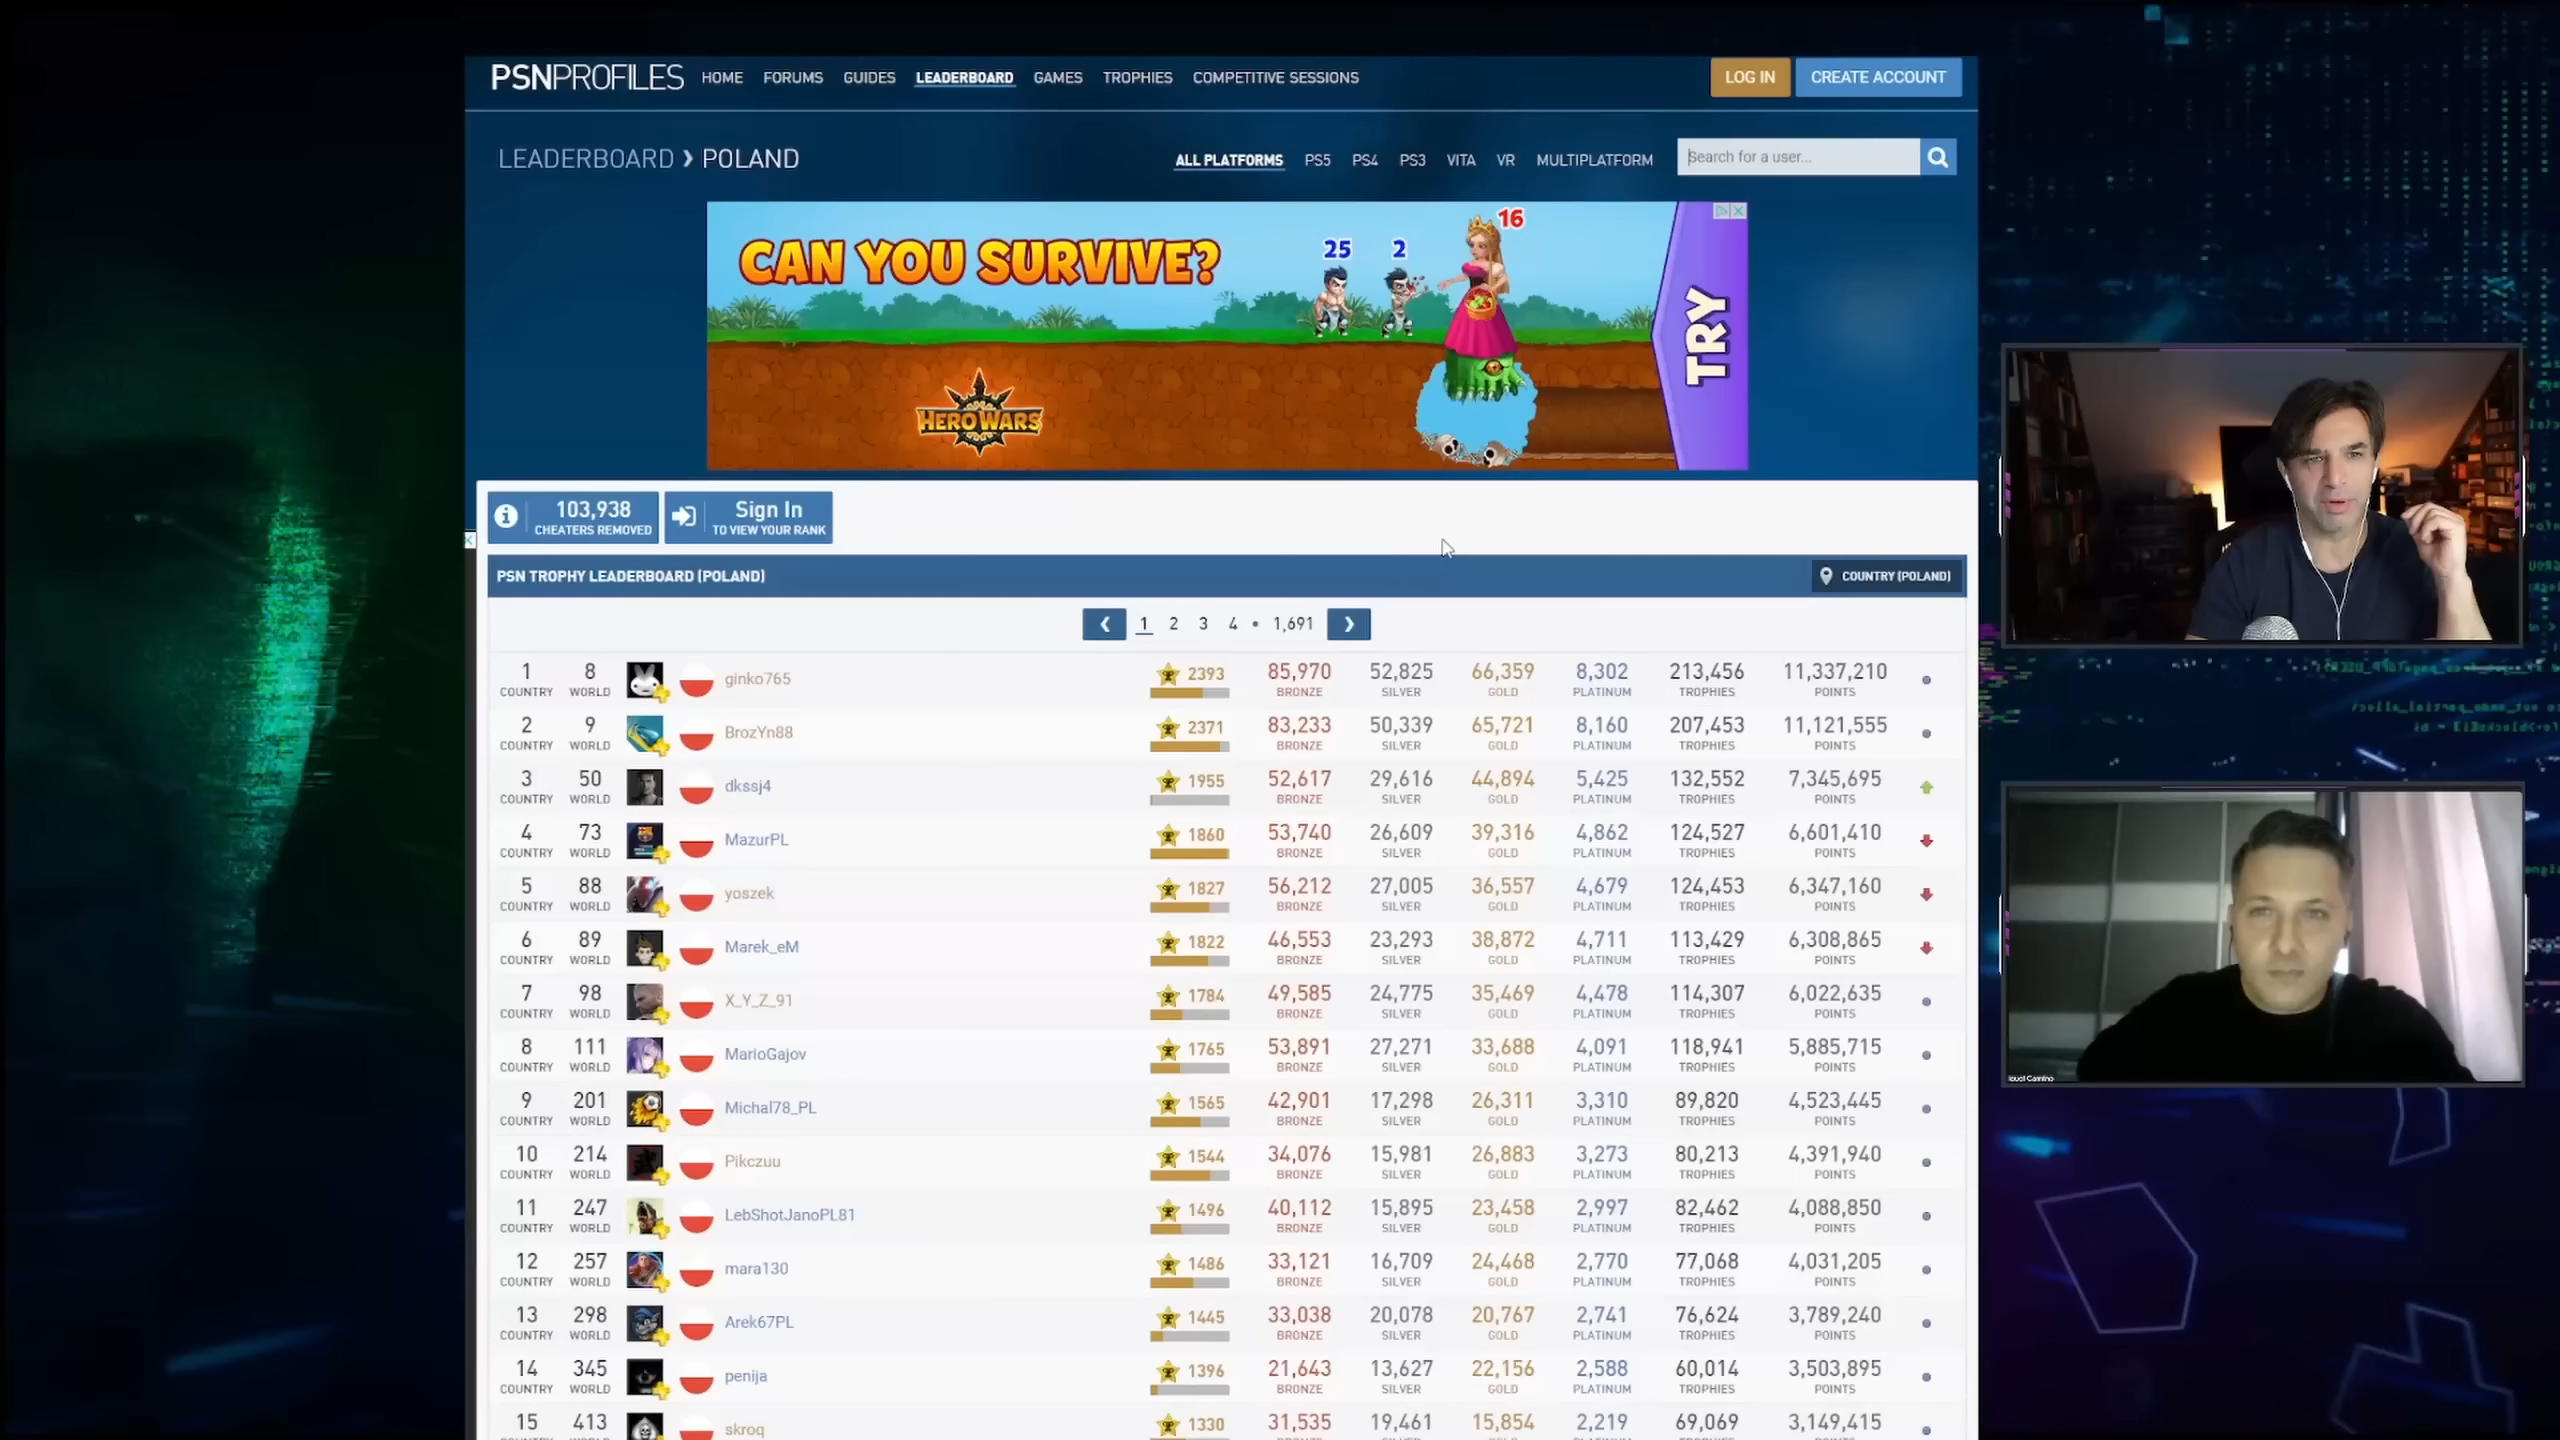 PSNPROFILES HOME FORUMS GUIDES LEADERBOARD GAMES TROPHIES COMPETITIVE SESSIONS LOG IN CREATE ACCOUNT
LEADERBOARD › POLAND ALL PLATFORMS PS5 PS4 PS3 VITA VR MULTIPLATFORM Search for a user...
CAN YOU SURVIVE? 25 2 16
TRY
HERO WARS
103,938 Sign In
CHEATERS REMOVED TO VIEW YOUR RANK
PSN TROPHY LEADERBOARD (POLAND) COUNTRY (POLAND)
1 2 3 4 • 1,691
1 8 ginko765 2393 85,970 52,825 66,359 8,302 213,456 11,337,210
COUNTRY WORLD BRONZE SILVER GOLD PLATINUM TROPHIES POINTS
2 9 BrozYn88 2371 83,233 50,339 65,721 8,160 207,453 11,121,555
COUNTRY WORLD BRONZE SILVER GOLD PLATINUM TROPHIES POINTS
3 50 dkssj4 1955 52,617 29,616 44,894 5,425 132,552 7,345,695
COUNTRY WORLD BRONZE SILVER GOLD PLATINUM TROPHIES POINTS
4 73 MazurPL 1860 53,740 26,609 39,316 4,862 124,527 6,601,410
COUNTRY WORLD BRONZE SILVER GOLD PLATINUM TROPHIES POINTS
5 88 yoszek 1827 56,212 27,005 36,557 4,679 124,453 6,347,160
COUNTRY WORLD BRONZE SILVER GOLD PLATINUM TROPHIES POINTS
6 89 Marek_eM 1822 46,553 23,293 38,872 4,711 113,429 6,308,865
COUNTRY WORLD BRONZE SILVER GOLD PLATINUM TROPHIES POINTS
7 98 X_Y_Z_91 1784 49,585 24,775 35,469 4,478 114,307 6,022,635
COUNTRY WORLD BRONZE SILVER GOLD PLATINUM TROPHIES POINTS
8 111 MarioGajov 1765 53,891 27,271 33,688 4,091 118,941 5,885,715
COUNTRY WORLD BRONZE SILVER GOLD PLATINUM TROPHIES POINTS
9 201 Michal78_PL 1565 42,901 17,298 26,311 3,310 89,820 4,523,445
COUNTRY WORLD BRONZE SILVER GOLD PLATINUM TROPHIES POINTS
10 214 Pikczuu 1544 34,076 15,981 26,883 3,273 80,213 4,391,940
COUNTRY WORLD BRONZE SILVER GOLD PLATINUM TROPHIES POINTS
11 247 LebShotJanoPL81 1496 40,112 15,895 23,458 2,997 82,462 4,088,850
COUNTRY WORLD BRONZE SILVER GOLD PLATINUM TROPHIES POINTS
12 257 mara130 1486 33,121 16,709 24,468 2,770 77,068 4,031,205
COUNTRY WORLD BRONZE SILVER GOLD PLATINUM TROPHIES POINTS
13 298 Arek67PL 1445 33,038 20,078 20,767 2,741 76,624 3,789,240
COUNTRY WORLD BRONZE SILVER GOLD PLATINUM TROPHIES POINTS
14 345 penija 1396 21,643 13,627 22,156 2,588 60,014 3,503,895
COUNTRY WORLD BRONZE SILVER GOLD PLATINUM TROPHIES POINTS
15 413 skroq 1330 31,535 19,461 15,854 2,219 69,069 3,149,415